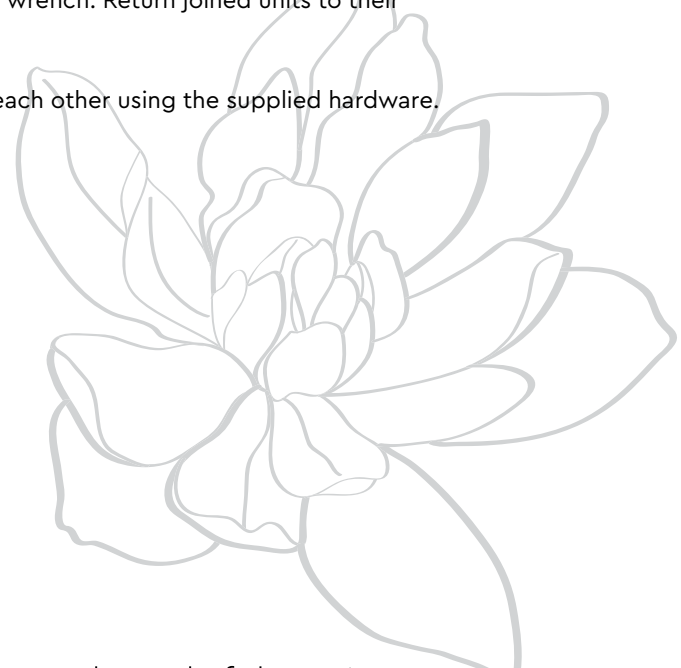 wrench. Return joined units to their
each other using the supplied hardware.